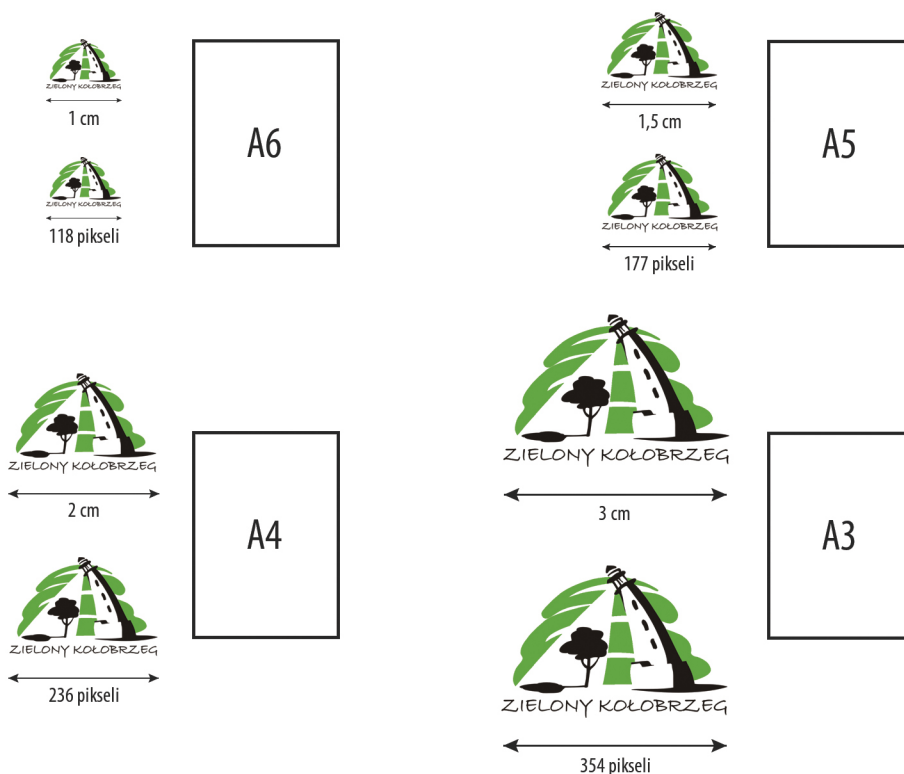 ZIELONY KOŁOBRZEG
1 cm
ZIELONY KOŁOBRZEG
118 pikseli
A6
ZIELONY KOŁOBRZEG
1,5 cm
ZIELONY KOŁOBRZEG
177 pikseli
A5
ZIELONY KOŁOBRZEG
2 cm
ZIELONY KOŁOBRZEG
236 pikseli
A4
ZIELONY KOŁOBRZEG
3 cm
ZIELONY KOŁOBRZEG
354 pikseli
A3